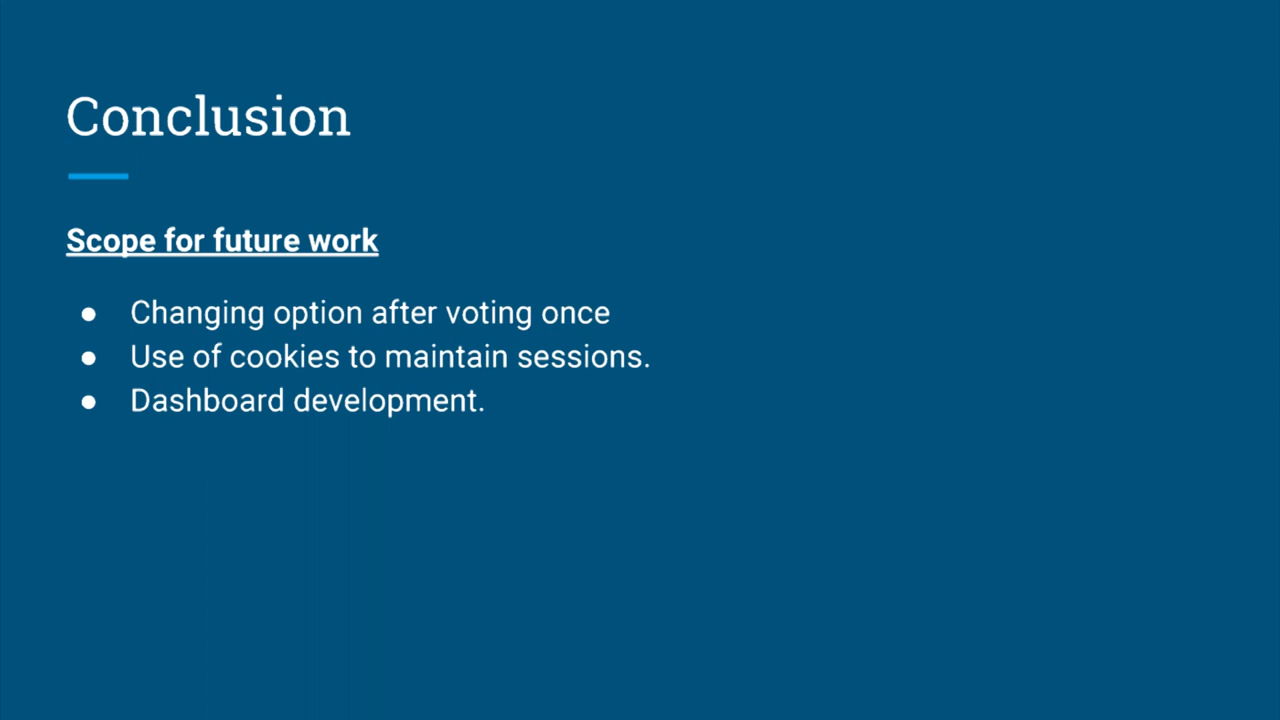 Conclusion
Scope for future work
● Changing option after voting once
● Use of cookies to maintain sessions.
● Dashboard development.